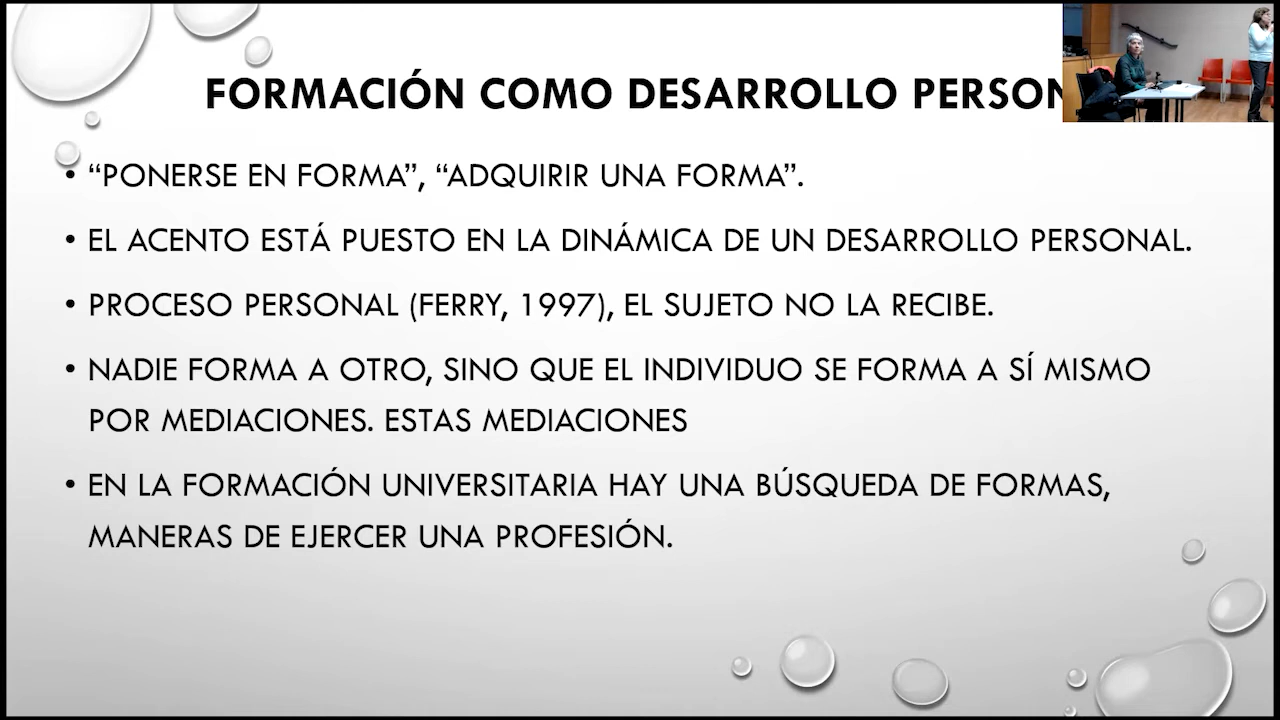 FORMACIÓN COMO DESARROLLO PERSON
• “PONERSE EN FORMA”, “ADQUIRIR UNA FORMA”.
• EL ACENTO ESTÁ PUESTO EN LA DINÁMICA DE UN DESARROLLO PERSONAL.
• PROCESO PERSONAL (FERRY, 1997), EL SUJETO NO LA RECIBE.
• NADIE FORMA A OTRO, SINO QUE EL INDIVIDUO SE FORMA A SÍ MISMO
POR MEDIACIONES. ESTAS MEDIACIONES
• EN LA FORMACIÓN UNIVERSITARIA HAY UNA BÚSQUEDA DE FORMAS,
MANERAS DE EJERCER UNA PROFESIÓN.